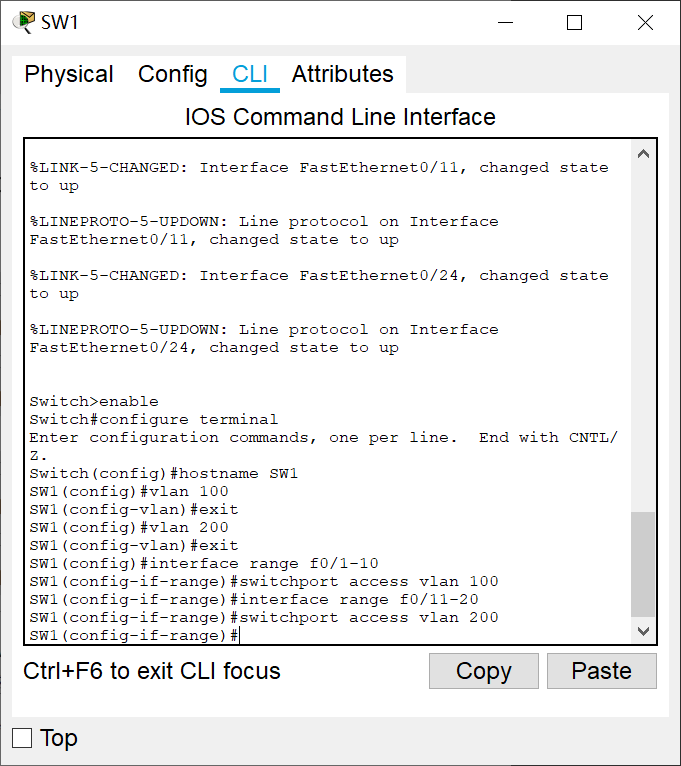 SW1
Physical Config CLI Attributes
IOS Command Line Interface
%LINK-5-CHANGED: Interface FastEthernet0/11, changed state
to up
%LINEPROTO-5-UPDOWN: Line protocol on Interface
FastEthernet0/11, changed state to up
%LINK-5-CHANGED: Interface FastEthernet0/24, changed state
to up
%LINEPROTO-5-UPDOWN: Line protocol on Interface
FastEthernet0/24, changed state to up
Switch>enable
Switch#configure terminal
Enter configuration commands, one per line.  End with CNTL/
Z.
Switch(config)#hostname SW1
SW1(config)#vlan 100
SW1(config-vlan)#exit
SW1(config)#vlan 200
SW1(config-vlan)#exit
SW1(config)#interface range f0/1-10
SW1(config-if-range)#switchport access vlan 100
SW1(config-if-range)#interface range f0/11-20
SW1(config-if-range)#switchport access vlan 200
SW1(config-if-range)#
Ctrl+F6 to exit CLI focus Copy Paste
Top